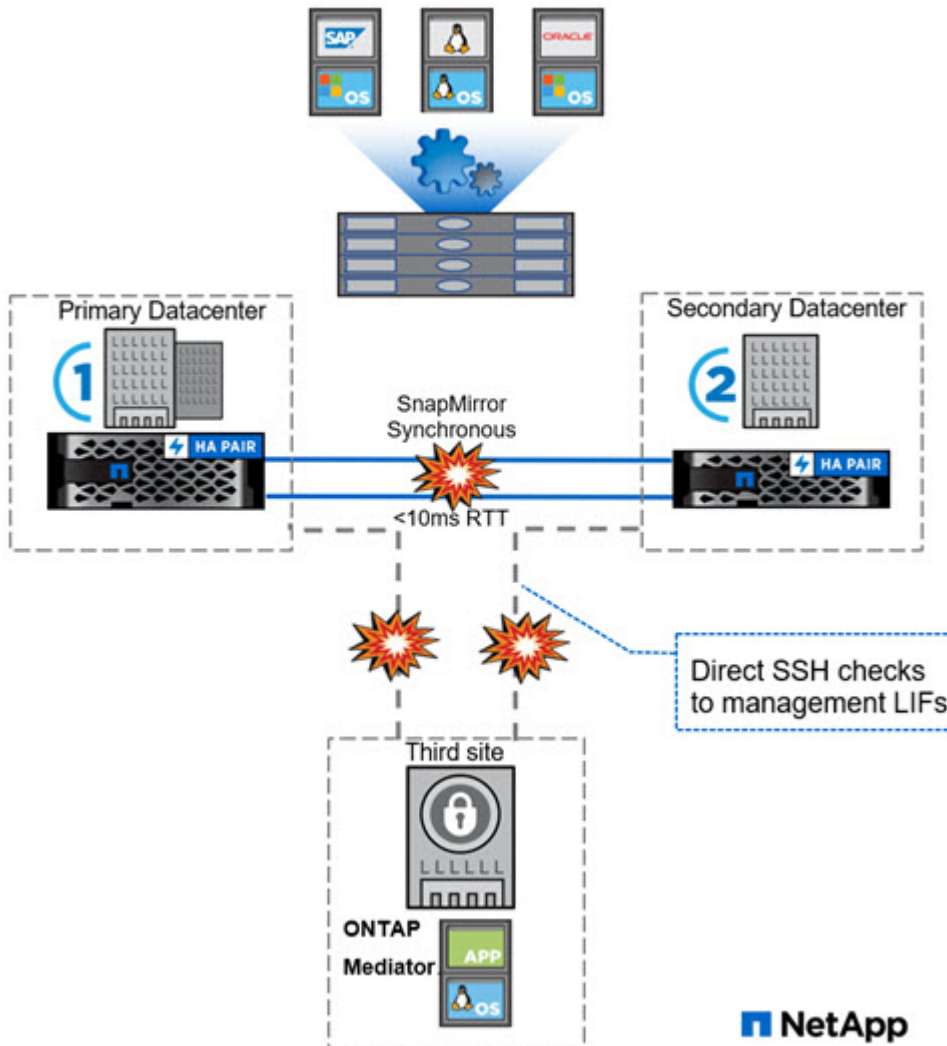 SAP
ORACLE
OS
OS
OS
Primary Datacenter
Secondary Datacenter
1
2
SnapMirror
Synchronous
HA PAIR
HA PAIR
<10ms RTT
Direct SSH checks
to management LIFs
Third site
LLLLLL
ONTAP
Mediator
APP
OS
NetApp